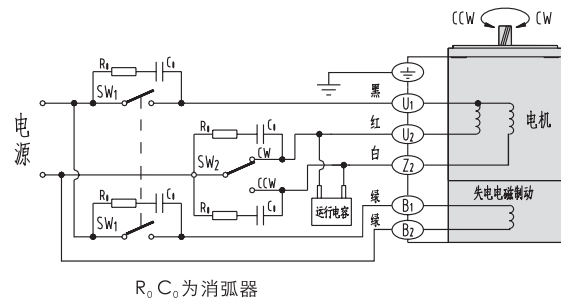 CCW CW
R₀ C₀
SW₁
黑 U₁
电机
红 U₂
R₀ C₀
SW₂ CW
白 Z₂
电源
CCW
失电电磁制动
R₀ C₀
SW₁
R₀ C₀
运行电容
绿 B₁
绿 B₂
R₀ C₀为消弧器